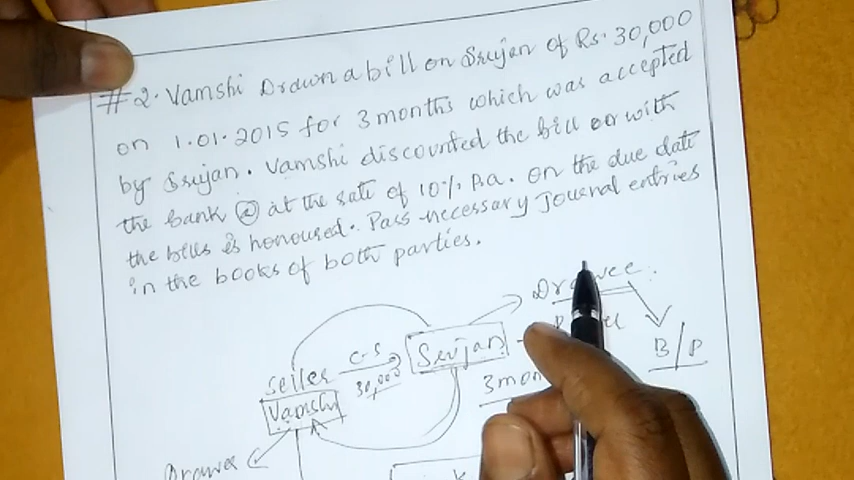 #2. Vamshi Drawn a bill on Srujan of Rs. 30,000
on 1.01.2015 for 3 months which was accepted
by Srujan. Vamshi discounted the bill with
the bank @ at the rate of 10% P.a. on the due date
the bills is honoured. Pass necessary Journal entries
in the books of both parties.
Drawee.
B/P
C.S
Srujan
seller
30,000
3 mon
Vamshi
Drawer